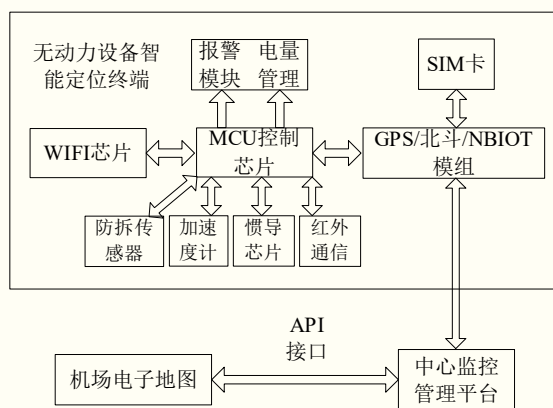 无动力设备智
能定位终端
报警 电量
模块 管理
SIM卡
WIFI芯片
MCU控制
芯片
GPS/北斗/NBIOT
模组
防拆传
感器
加速
度计
惯导
芯片
红外
通信
API
接口
机场电子地图
中心监控
管理平台